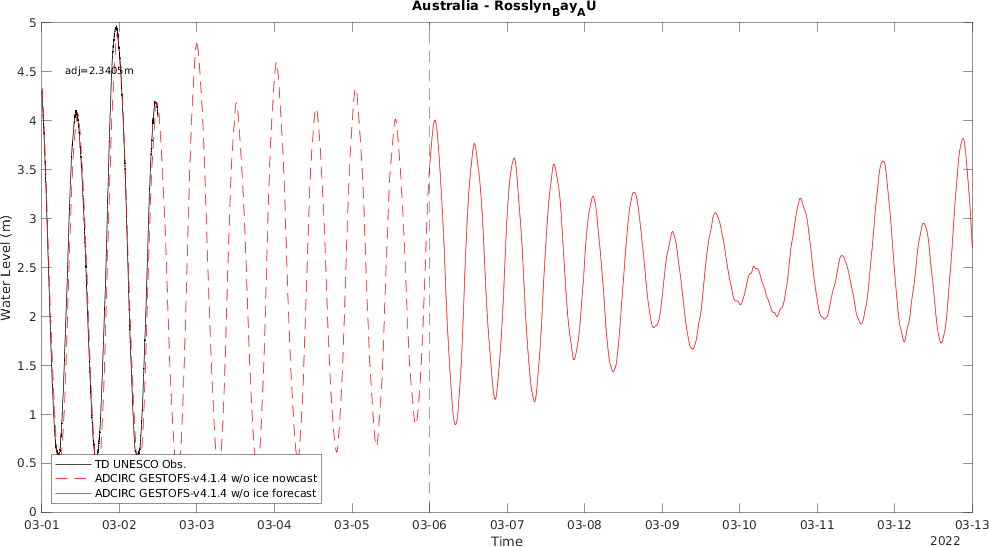 Australia - RosslynBayAU
adj=2.3405m
Water Level (m)
5
4.5
4
3.5
3
2.5
2
1.5
1
0.5
0
TD UNESCO Obs.
ADCIRC GESTOFS-v4.1.4 w/o ice nowcast
ADCIRC GESTOFS-v4.1.4 w/o ice forecast
03-01 03-02 03-03 03-04 03-05 03-06 03-07 03-08 03-09 03-10 03-11 03-12 03-13
Time
2022